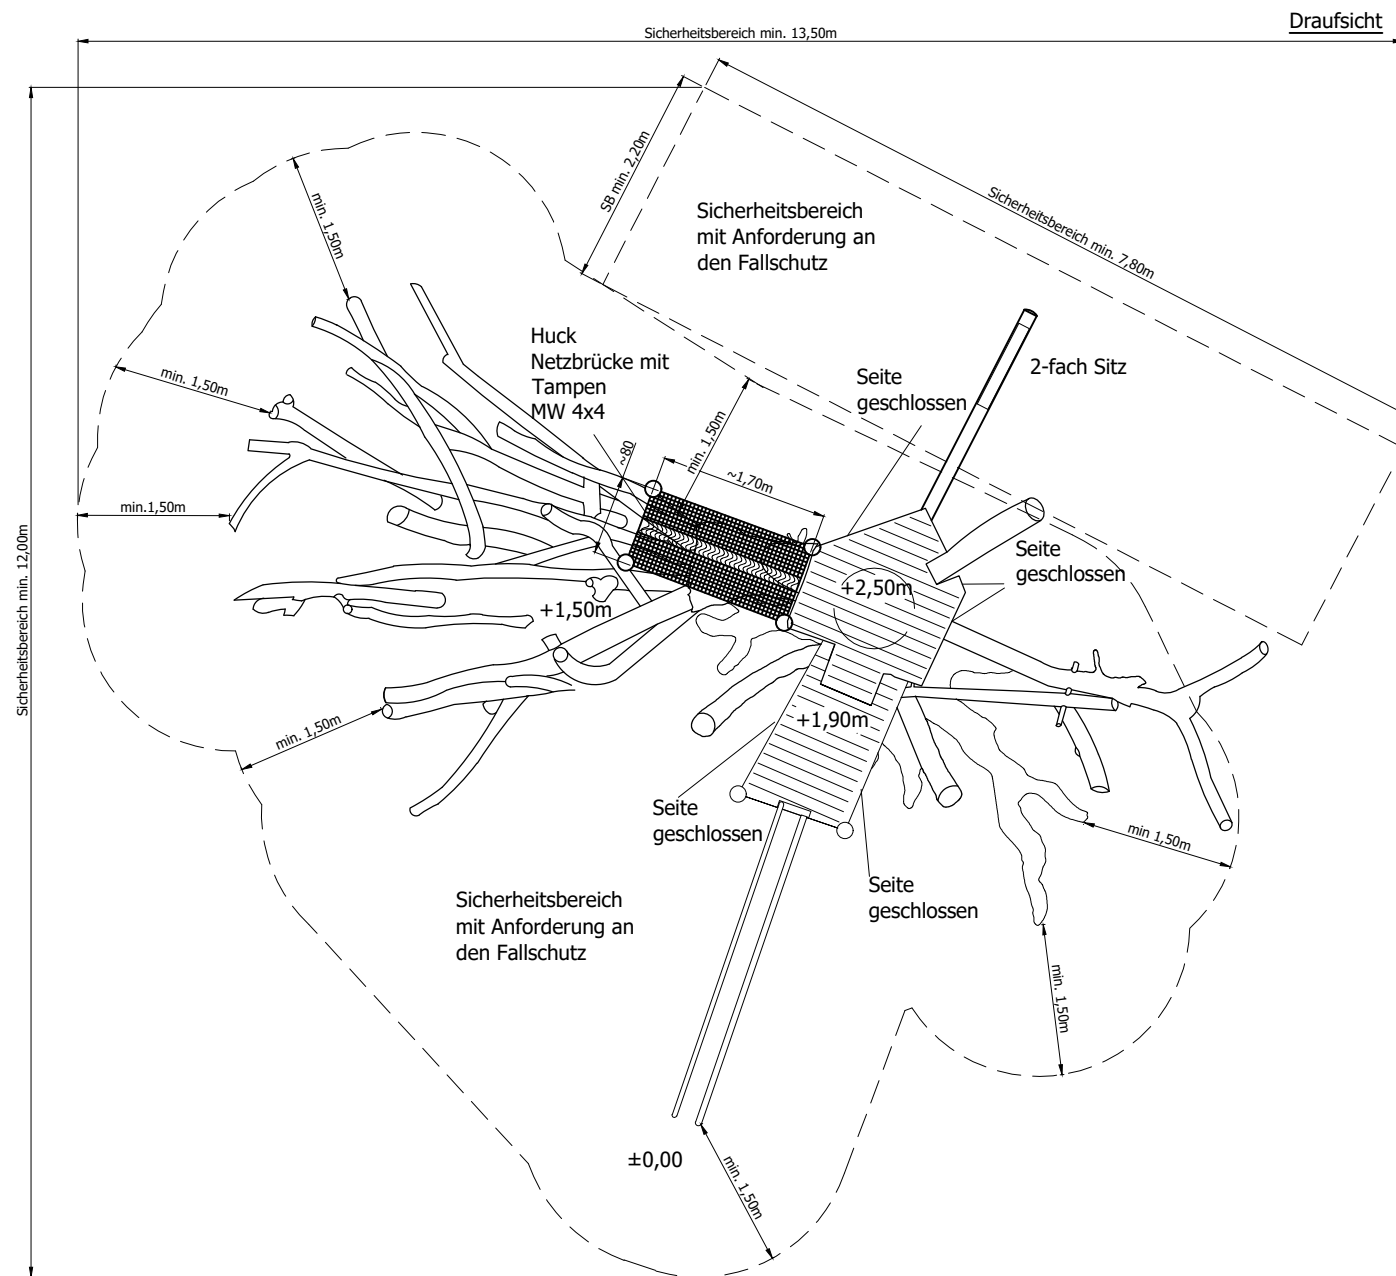 Draufsicht
Sicherheitsbereich min. 13,50m
SB min. 2,20m
Sicherheitsbereich min. 7,80m
Sicherheitsbereich
mit Anforderung an
den Fallschutz
min. 1,50m
Huck
Netzbrücke mit
Tampen
MW 4x4
2-fach Sitz
Seite
geschlossen
min. 1,50m
min. 1,50m
~80
~1,70m
min.1,50m
Sicherheitsbereich min. 12,00m
Seite
geschlossen
+2,50m
+1,50m
+1,90m
min. 1,50m
Seite
geschlossen
min 1,50m
Seite
geschlossen
Sicherheitsbereich
mit Anforderung an
den Fallschutz
min. 1,50m
±0,00
min. 1,50m